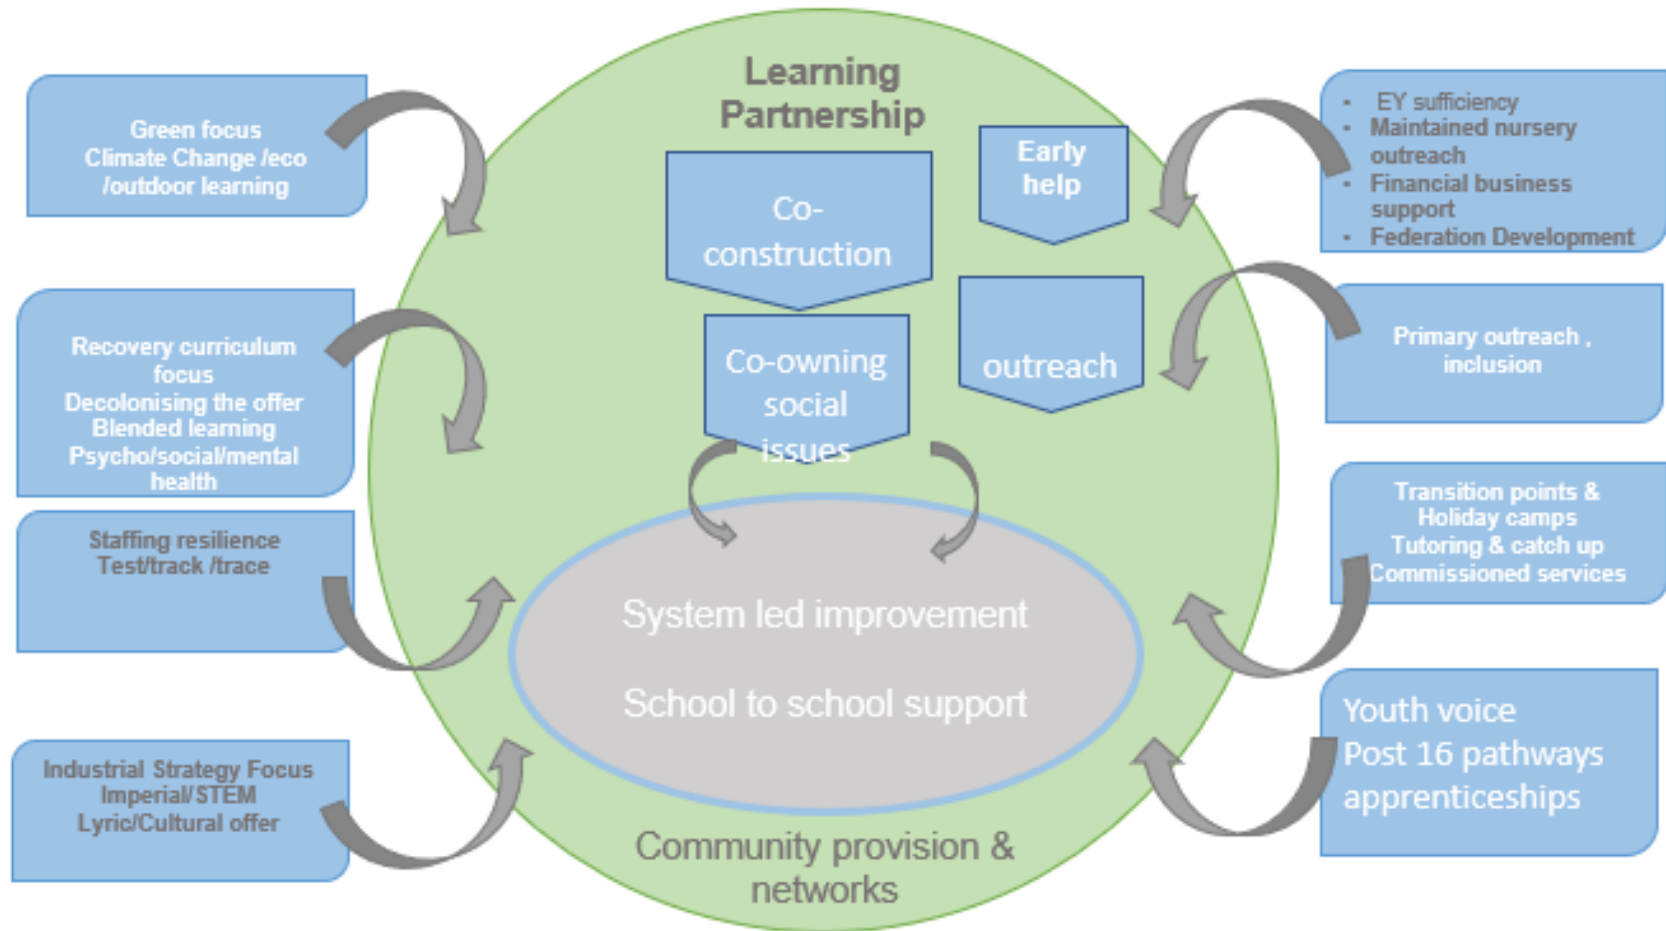 Learning
Partnership
Green focus
Climate Change /eco
/outdoor learning
Recovery curriculum
focus
Decolonising the offer
Blended learning
Psycho/social/mental
health
Staffing resilience
Test/track /trace
Industrial Strategy Focus
Imperial/STEM
Lyric/Cultural offer
Co-
construction
Co-owning
social
issues
Early
help
outreach
System led improvement
School to school support
Community provision &
networks
▪ EY sufficiency
▪ Maintained nursery
outreach
▪ Financial business
support
▪ Federation Development
Primary outreach ,
inclusion
Transition points &
Holiday camps
Tutoring & catch up
Commissioned services
Youth voice
Post 16 pathways
apprenticeships